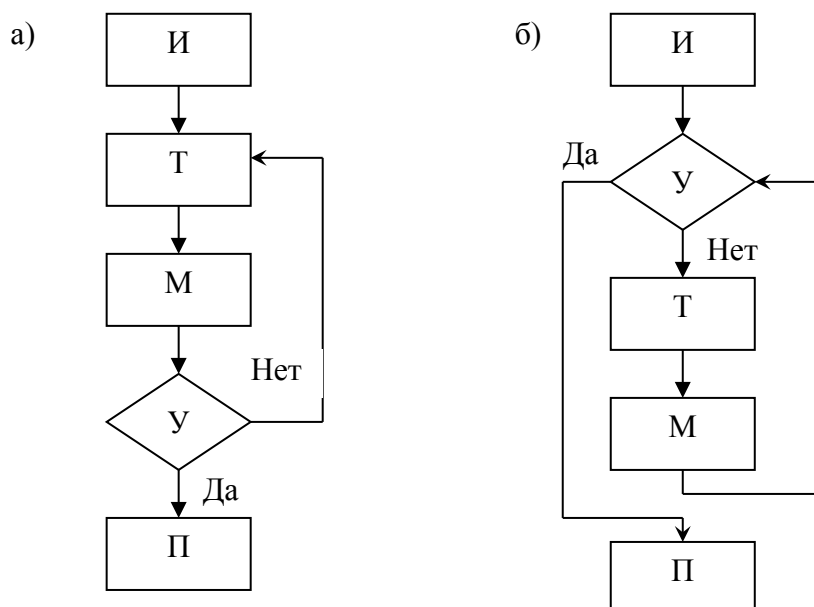 а)
И
Т
М
Нет
У
Да
П
б)
И
Да
У
Нет
Т
М
П